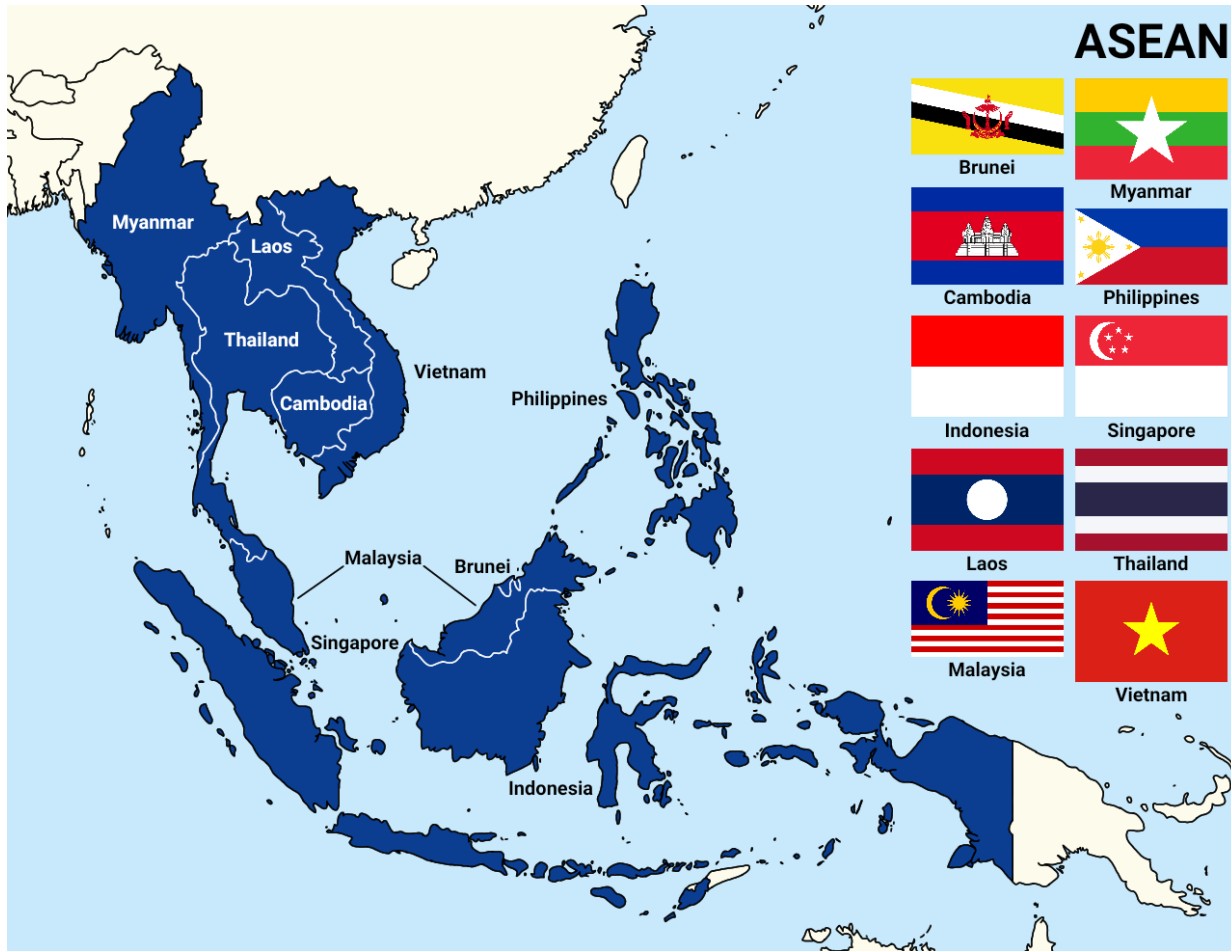 ASEAN
Brunei
Myanmar
Cambodia
Philippines
Indonesia
Singapore
Laos
Thailand
Malaysia
Vietnam
Myanmar
Laos
Thailand
Vietnam
Cambodia
Philippines
Malaysia
Brunei
Singapore
Indonesia